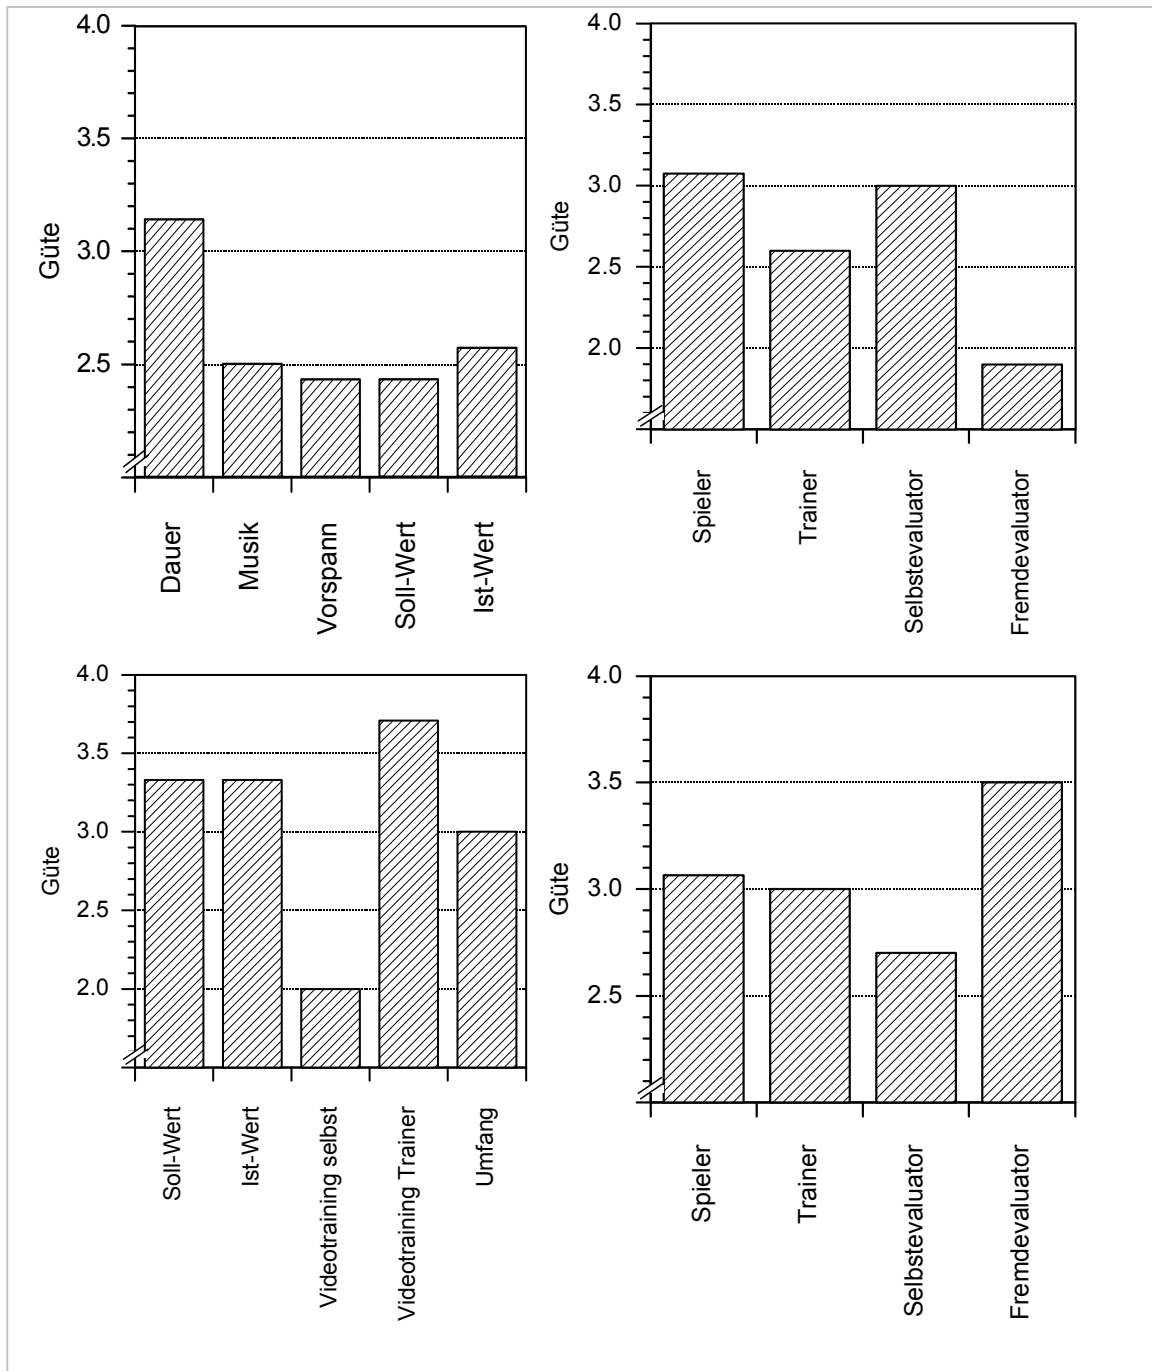 4.0
3.5
3.0
2.5
Güte
Dauer
Musik
Vorspann
Soll-Wert
Ist-Wert
4.0
3.5
3.0
2.5
2.0
Güte
Spieler
Trainer
Selbstevaluator
Fremdevaluator
4.0
3.5
3.0
2.5
2.0
Güte
Soll-Wert
Ist-Wert
Videotraining selbst
Videotraining Trainer
Umfang
4.0
3.5
3.0
2.5
Güte
Spieler
Trainer
Selbstevaluator
Fremdevaluator